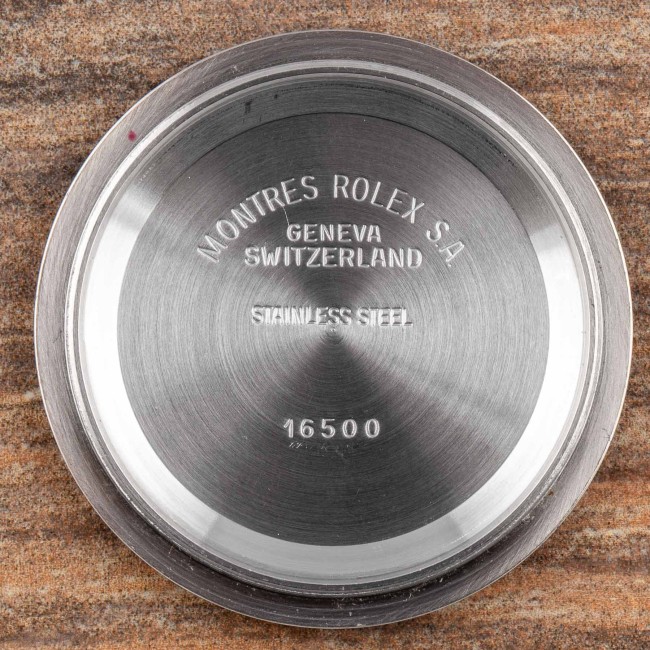 MONTRES ROLEX S.A.
GENEVA
SWITZERLAND
STAINLESS STEEL
16500